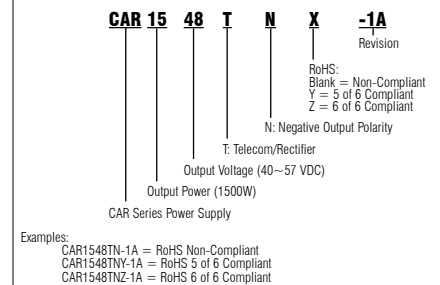 CAR 15 48 T N X -1A
Revision
RoHS:
Blank = Non-Compliant
Y = 5 of 6 Compliant
Z = 6 of 6 Compliant
N: Negative Output Polarity
T: Telecom/Rectifier
Output Voltage (40~57 VDC)
Output Power (1500W)
CAR Series Power Supply
Examples:
CAR1548TN-1A = RoHS Non-Compliant
CAR1548TNY-1A = RoHS 5 of 6 Compliant
CAR1548TNZ-1A = RoHS 6 of 6 Compliant